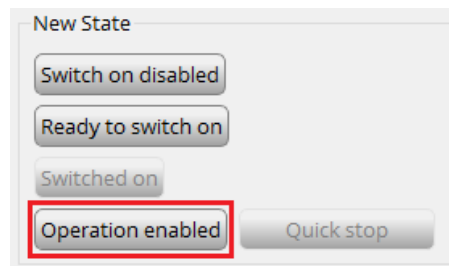 New State
Switch on disabled
Ready to switch on
Switched on
Operation enabled Quick stop